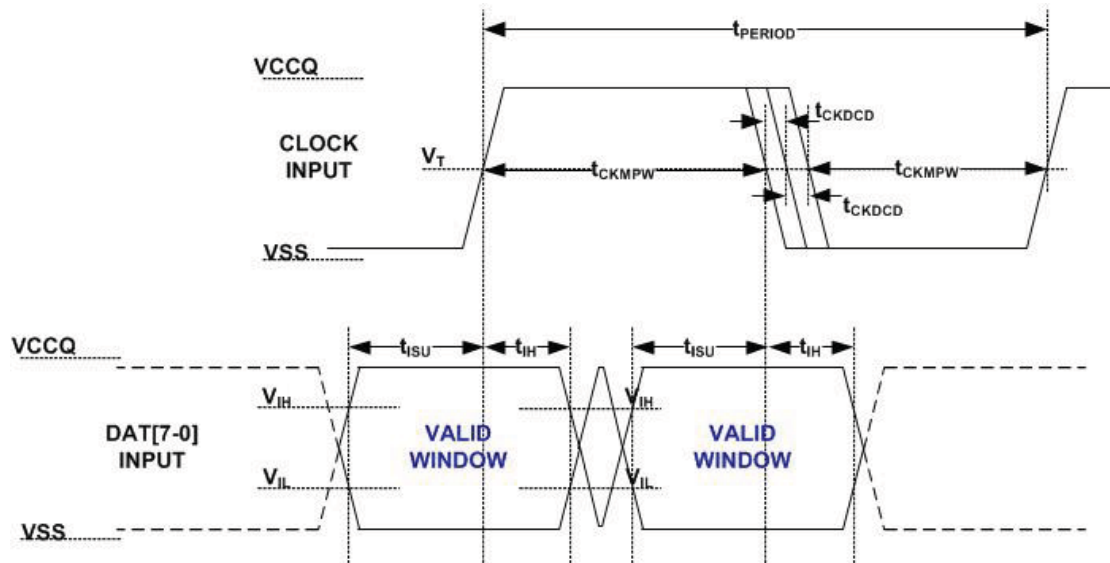 tPERIOD
VCCQ
tCKDCD
CLOCK
INPUT
VT
tCKMPW
tCKMPW
tCKDCD
VSS
VCCQ
tISU
tIH
tISU
tIH
VIH
VIH
DAT[7-0]
INPUT
VALID
WINDOW
VALID
WINDOW
VIL
VIL
VSS